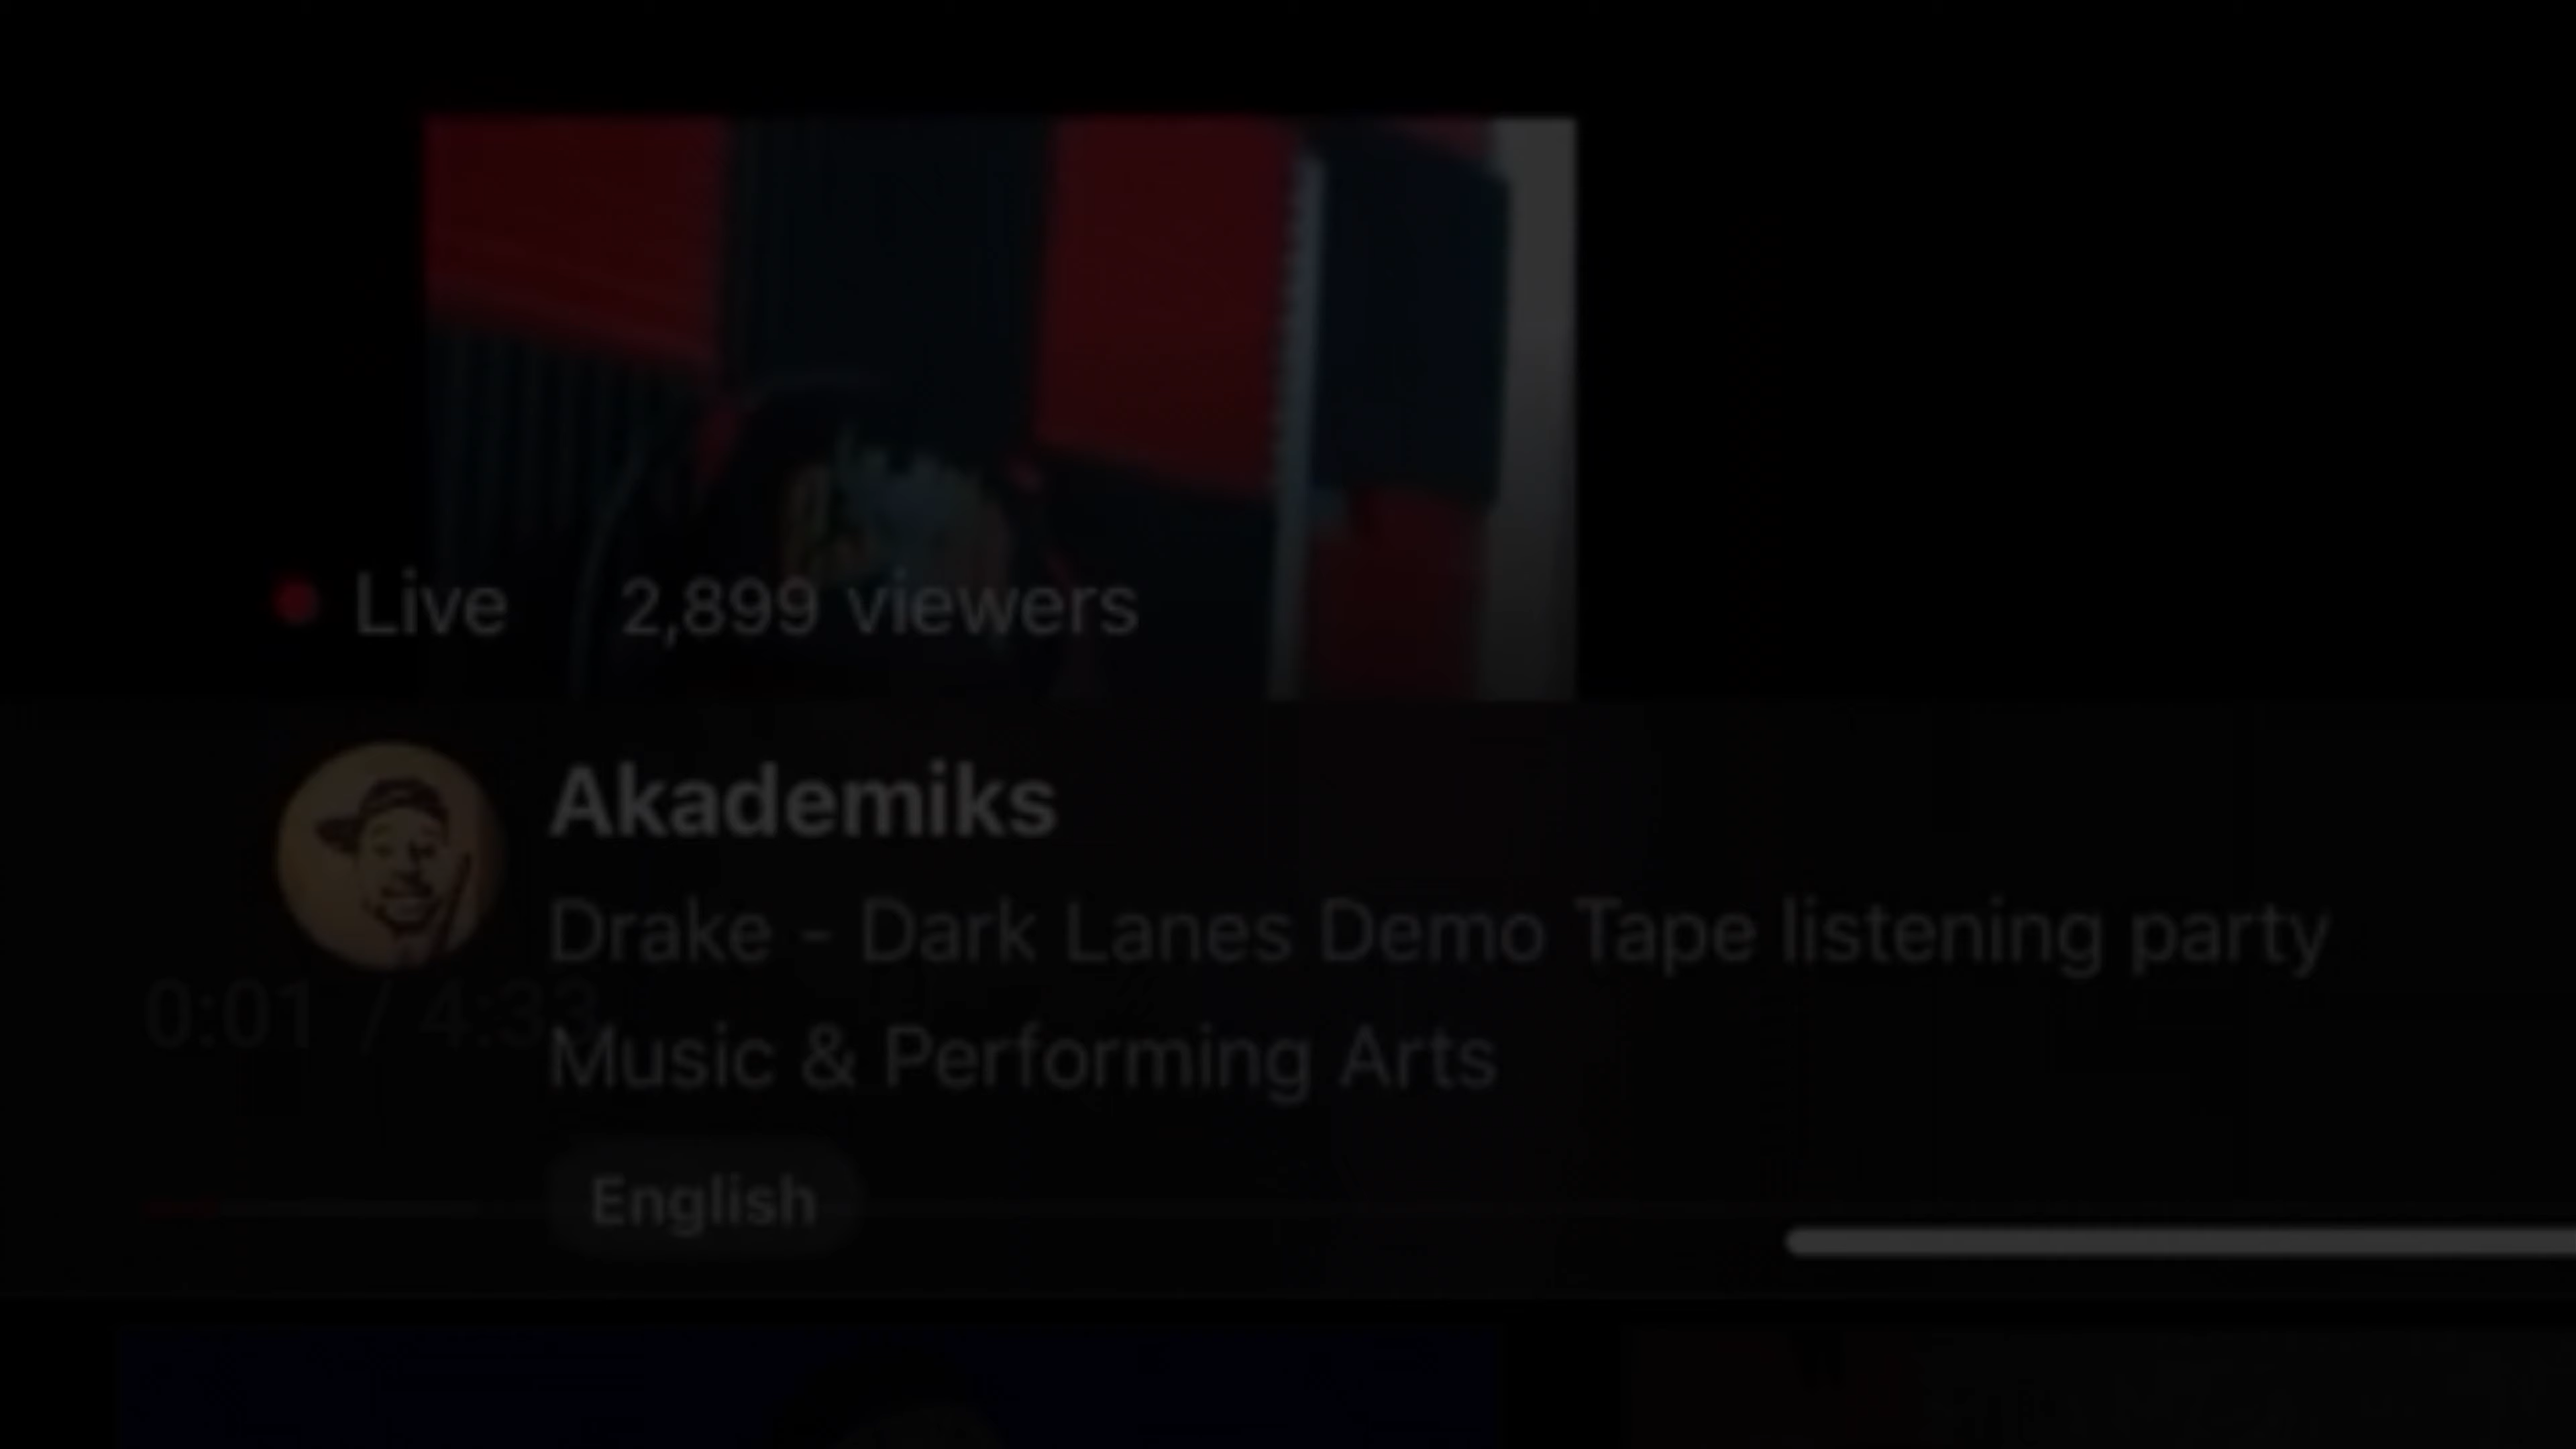 Live 2,899 viewers
Akademiks
Drake - Dark Lanes Demo Tape listening party
0:01 / 4:33
Music & Performing Arts
English